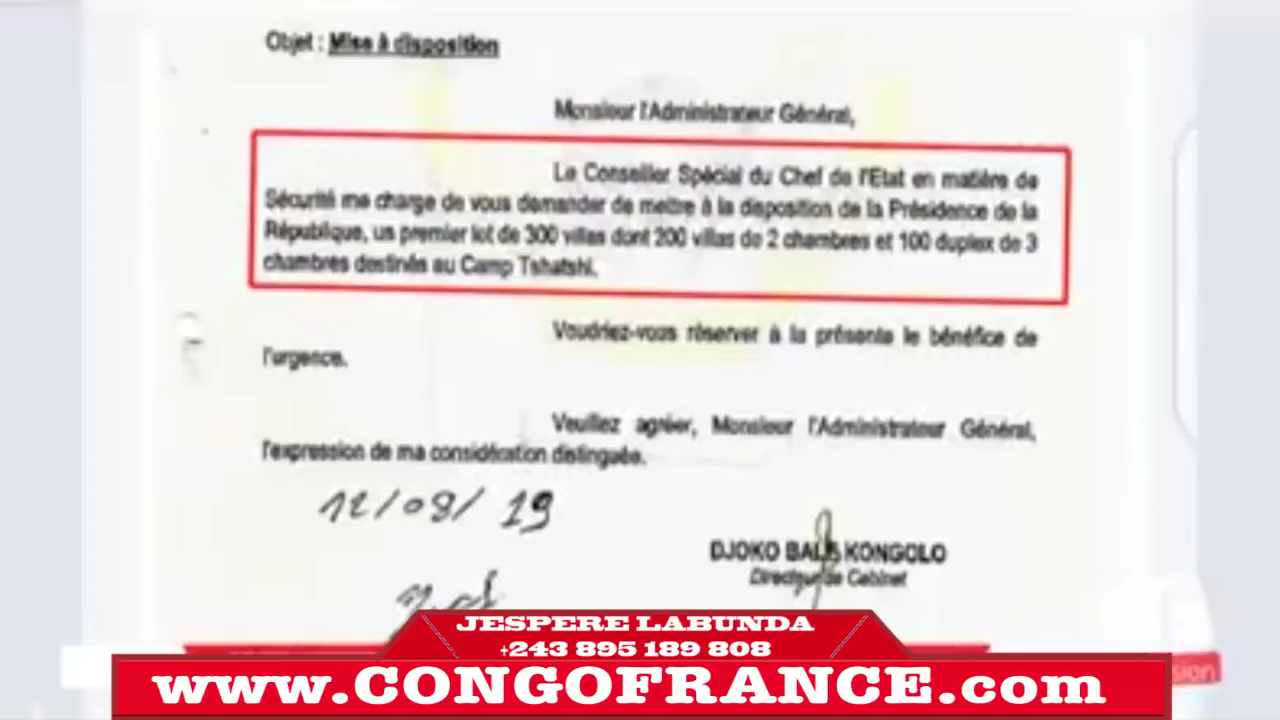 Objet : Mise à disposition
Monsieur l'Administrateur Général,
Le Conseiller Spécial du Chef de l'Etat en matière de
Sécurité me charge de vous demander de mettre à la disposition de la Présidence de la
République, us premier lot de 300 villas dont 200 villas de 2 chambres et 100 duplex de 3
chambres destinés au Camp Tshatshi.
Voudriez-vous réserver à la présente le bénéfice de
l'urgence.
Veuillez agréer, Monsieur l'Administrateur Général,
l'expression de ma considération distinguée.
12/08/19
DJOKO BALE KONGOLO
Directeur de Cabinet
JESPERE LABUNDA
+243 895 189 808
www.CONGOFRANCE.com